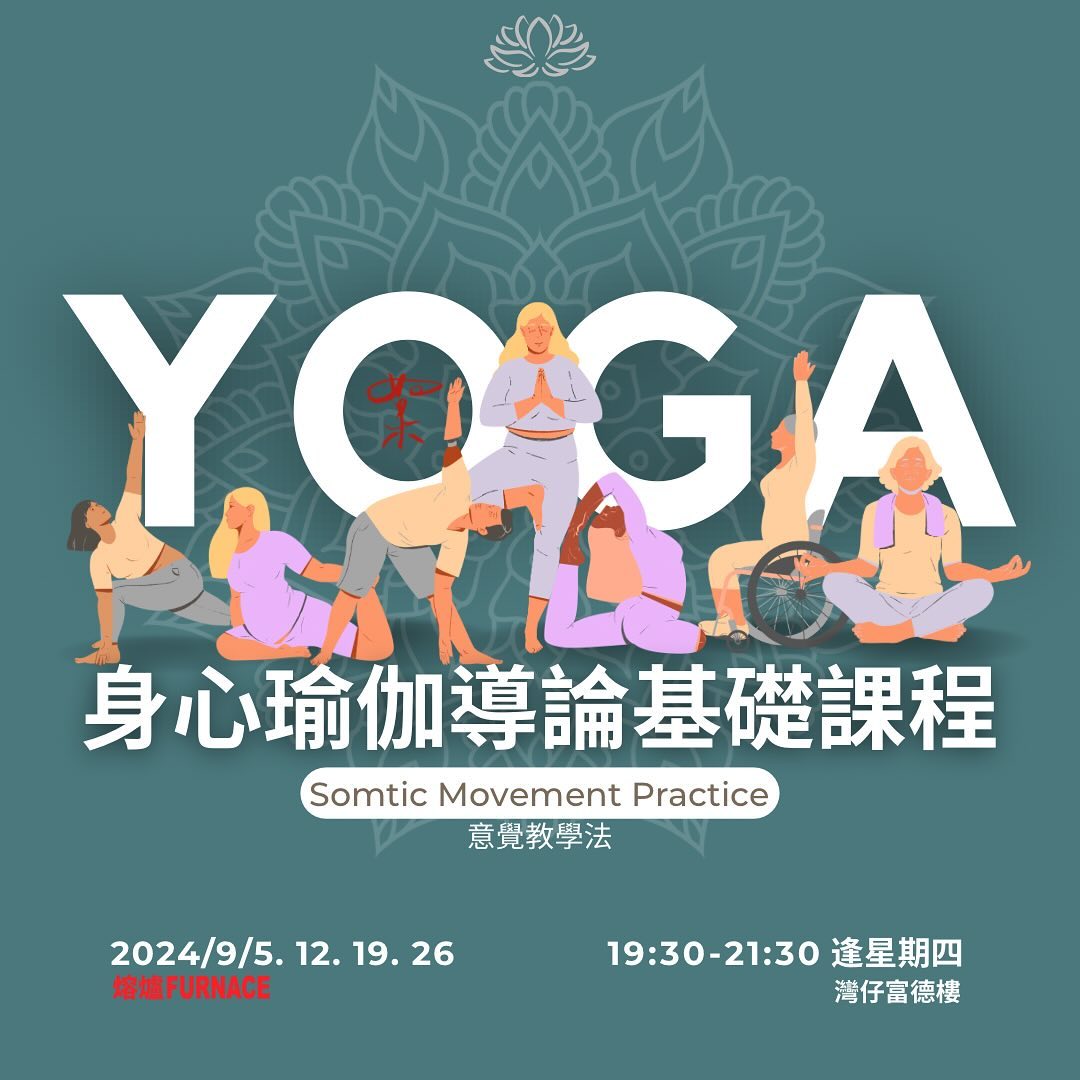 YOGA
身心瑜伽導論基礎課程
Somtic Movement Practice
意覺教學法
2024/9/5. 12. 19. 26
熔爐FURNACE
19:30-21:30 逢星期四
灣仔富德樓